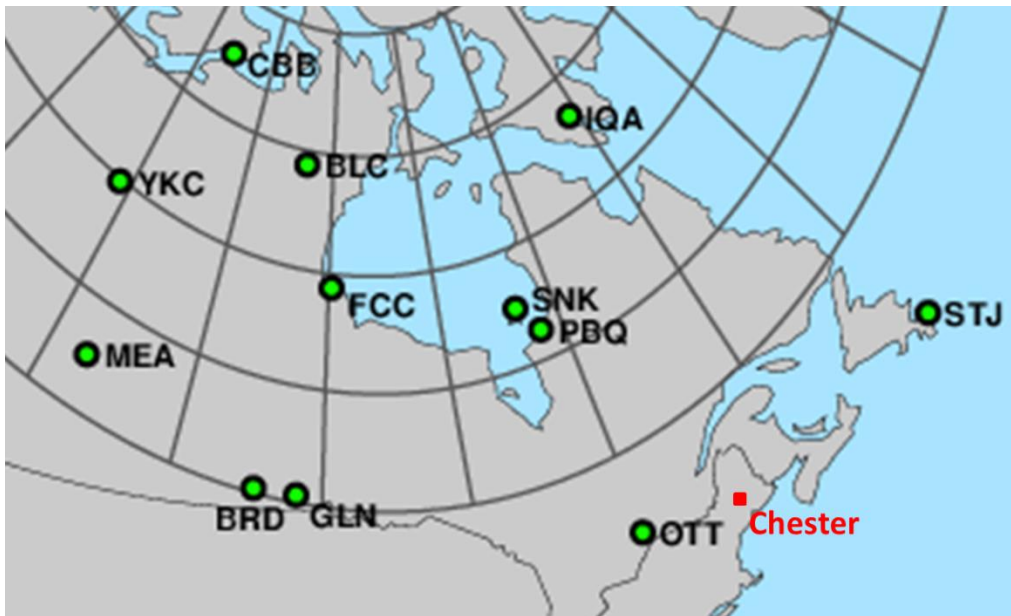 CBB
IQA
YKC
BLC
FCC
SNK
PBQ
STJ
MEA
BRD
GLN
OTT
Chester